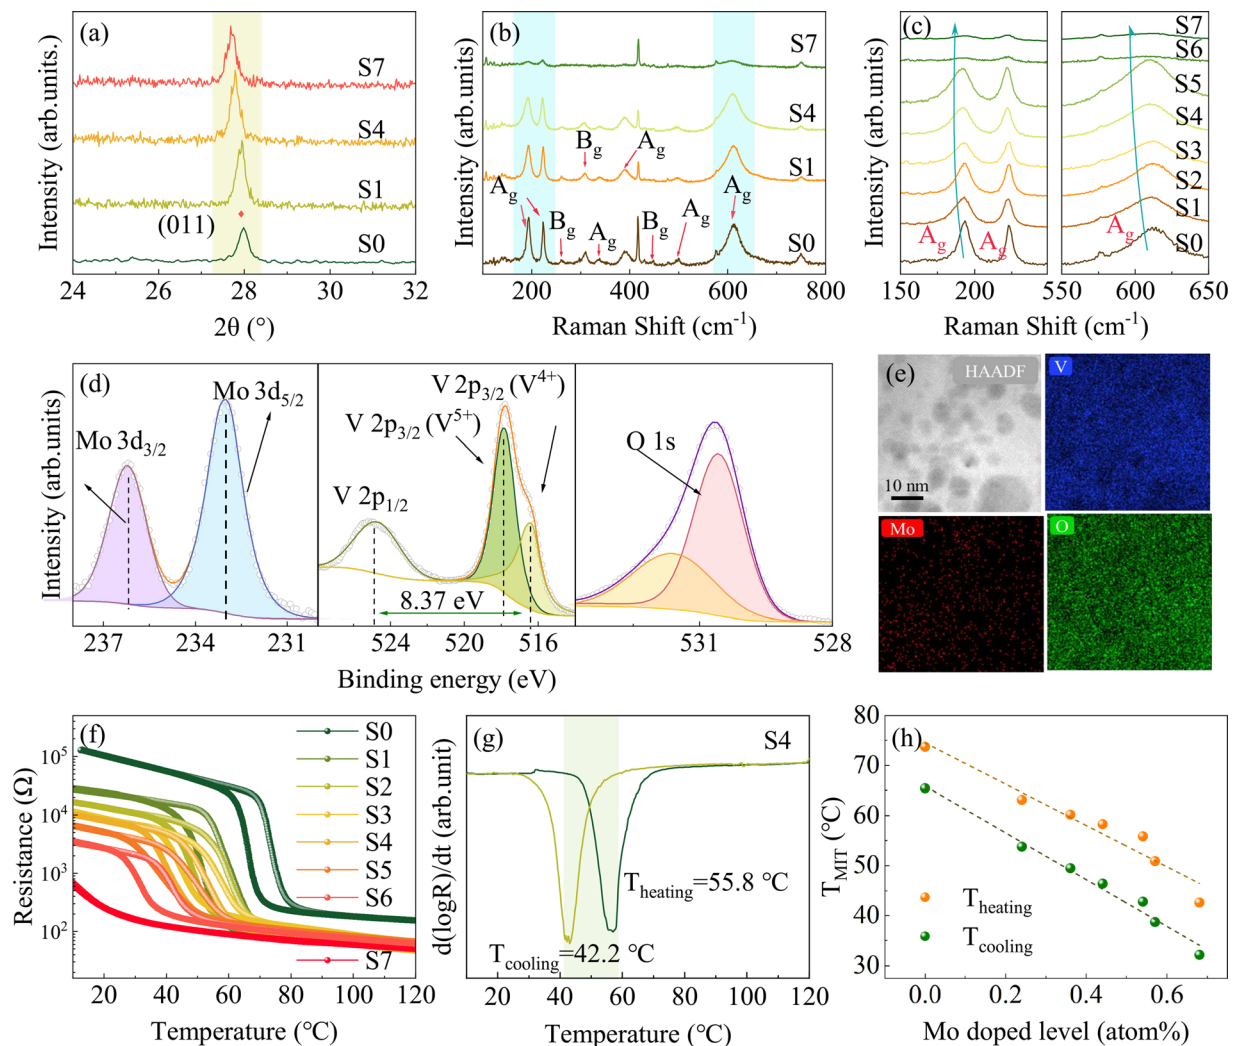 (a)
S7
S4
S1
(011)
S0
Intensity (arb.units.)
24 26 28 30 32
2θ (°)
(b)
S7
S4
Bg
Ag
S1
Ag
Bg
Ag
Bg
Ag
Ag
S0
Intensity (arb.units)
200 400 600 800
Raman Shift (cm-1)
(c)
S7
S6
S5
S4
S3
S2
S1
S0
Ag
Ag
Ag
Intensity (arb.units)
150 200 550 600 650
Raman Shift (cm-1)
(d)
Mo 3d3/2
Mo 3d5/2
V 2p3/2 (V4+)
V 2p3/2 (V5+)
V 2p1/2
8.37 eV
O 1s
Intensity (arb.units)
237 234 231 524 520 516 531 528
Binding energy (eV)
(e)
HAADF
10 nm
V
Mo
O
(f)
S0
S1
S2
S3
S4
S5
S6
S7
105
104
103
102
Resistance (Ω)
20 40 60 80 100 120
Temperature (℃)
(g)
S4
Theating=55.8 ℃
Tcooling=42.2 ℃
d(logR)/dt (arb.unit)
20 40 60 80 100 120
Temperature (℃)
(h)
80
70
60
50
40
30
TMIT (℃)
Theating
Tcooling
0.0 0.2 0.4 0.6
Mo doped level (atom%)